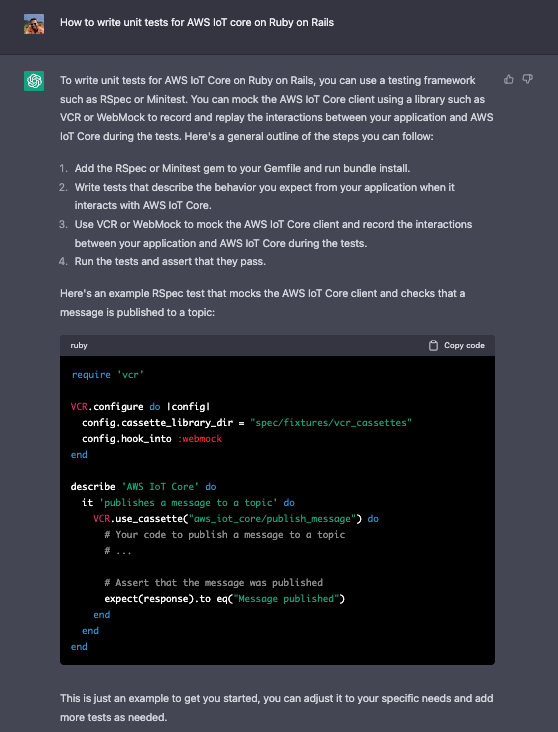 How to write unit tests for AWS IoT core on Ruby on Rails
To write unit tests for AWS IoT Core on Ruby on Rails, you can use a testing framework
such as RSpec or Minitest. You can mock the AWS IoT Core client using a library such as
VCR or WebMock to record and replay the interactions between your application and AWS
IoT Core during the tests. Here's a general outline of the steps you can follow:
1. Add the RSpec or Minitest gem to your Gemfile and run bundle install.
2. Write tests that describe the behavior you expect from your application when it
interacts with AWS IoT Core.
3. Use VCR or WebMock to mock the AWS IoT Core client and record the interactions
between your application and AWS IoT Core during the tests.
4. Run the tests and assert that they pass.
Here's an example RSpec test that mocks the AWS IoT Core client and checks that a
message is published to a topic:
ruby Copy code
require 'vcr'
VCR.configure do |config|
config.cassette_library_dir = "spec/fixtures/vcr_cassettes"
config.hook_into :webmock
end
describe 'AWS IoT Core' do
it 'publishes a message to a topic' do
VCR.use_cassette("aws_iot_core/publish_message") do
# Your code to publish a message to a topic
# ...
# Assert that the message was published
expect(response).to eq("Message published")
end
end
end
This is just an example to get you started, you can adjust it to your specific needs and add
more tests as needed.